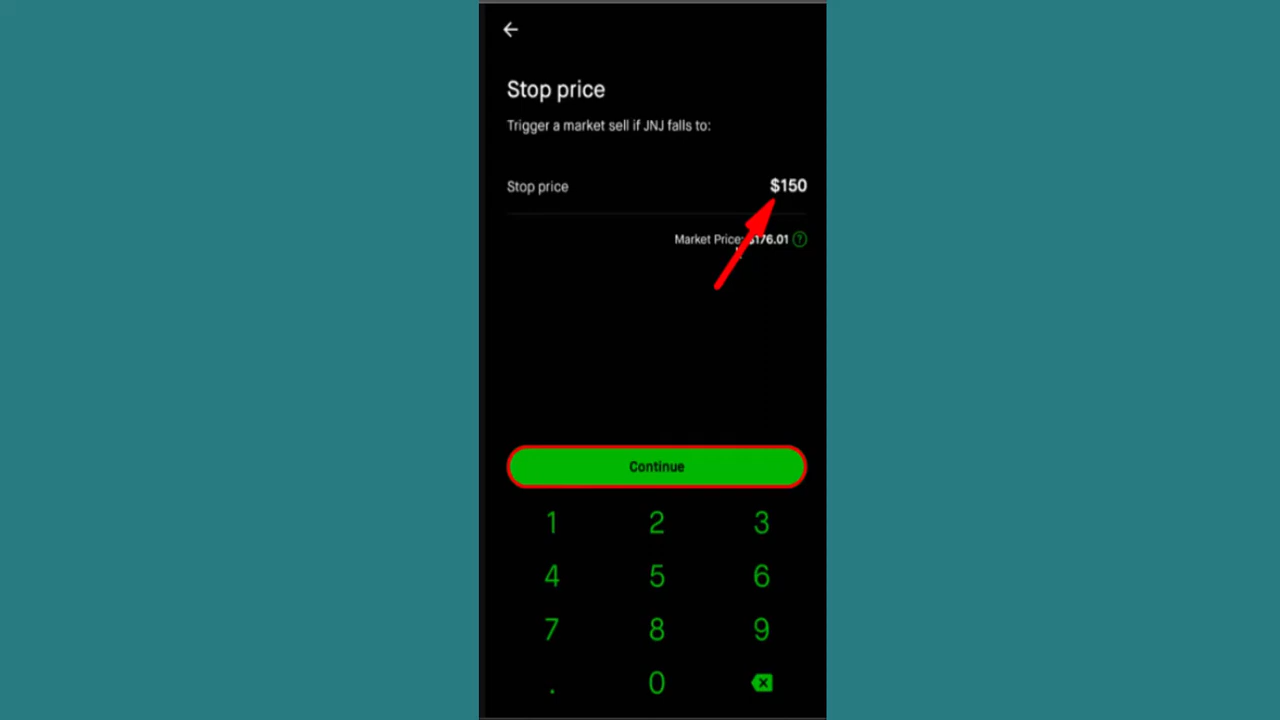 Stop price
Trigger a market sell if JNJ falls to:
Stop price $150
Market Price: $176.01 ?
Continue
1 2 3
4 5 6
7 8 9
. 0